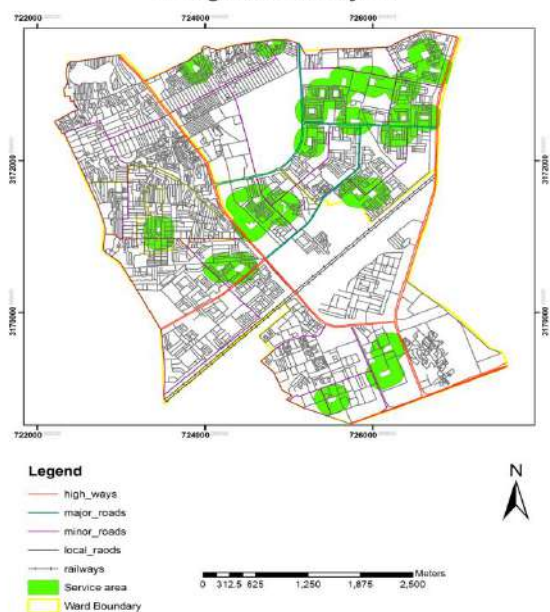 722000 724000 726000
3172000 3172000
3170000 3170000
722000 724000 726000
Legend
high_ways
major_roads
minor_roads
local_raods
railways
Service area
Ward Boundary
N
Meters
0 312.5 625 1,250 1,875 2,500